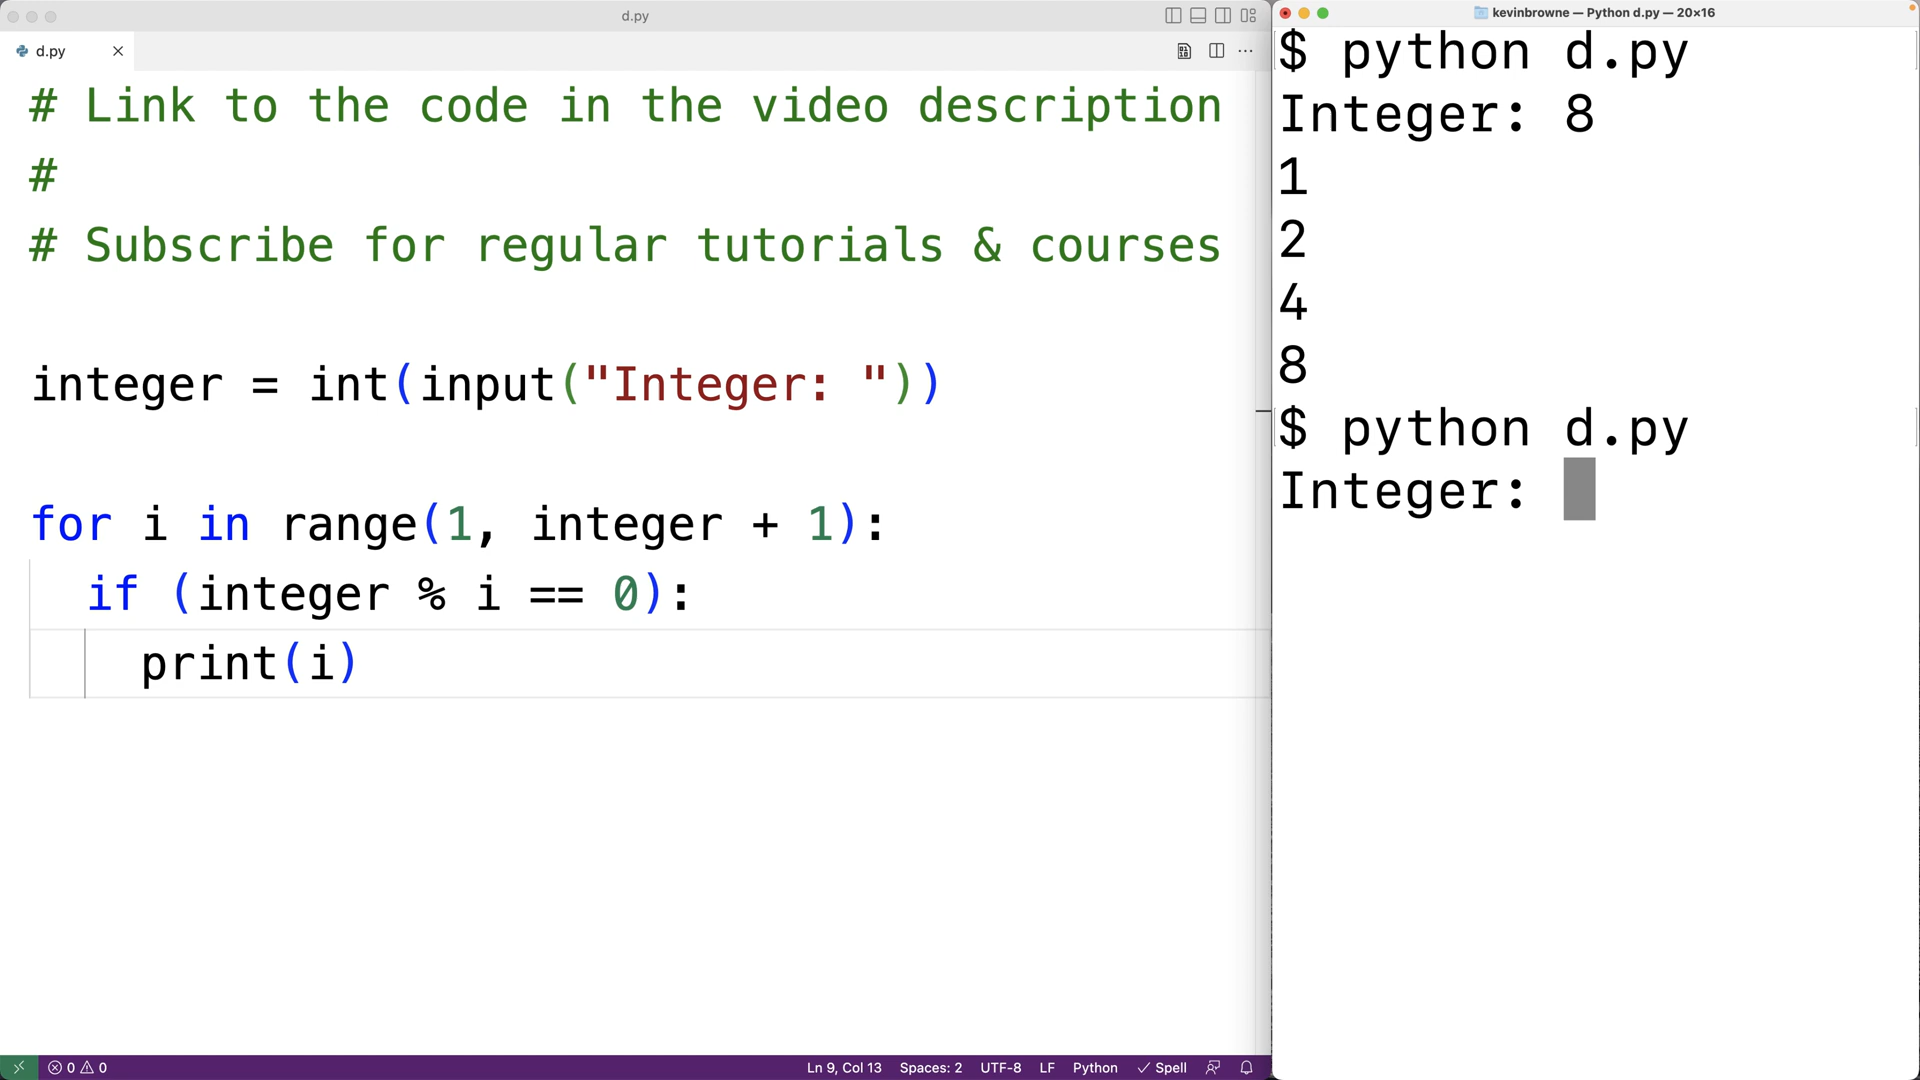 d.py
d.py
# Link to the code in the video description
#
# Subscribe for regular tutorials & courses
integer = int(input("Integer: "))
for i in range(1, integer + 1):
if (integer % i == 0):
print(i)
0 0
Ln 9, Col 13 Spaces: 2 UTF-8 LF Python Spell
kevinbrowne — Python d.py — 20×16
$ python d.py
Integer: 8
1
2
4
8
$ python d.py
Integer: